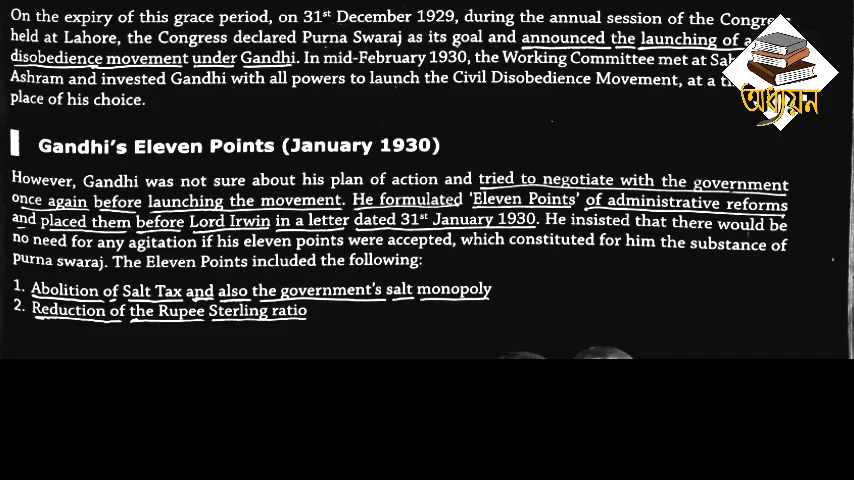 On the expiry of this grace period, on 31st December 1929, during the annual session of the Congress
held at Lahore, the Congress declared Purna Swaraj as its goal and announced the launching of a
disobedience movement under Gandhi. In mid-February 1930, the Working Committee met at
Ashram and invested Gandhi with all powers to launch the Civil Disobedience Movement, at a
place of his choice.
অধ্যয়ন
Gandhi's Eleven Points (January 1930)
However, Gandhi was not sure about his plan of action and tried to negotiate with the government
once again before launching the movement. He formulated 'Eleven Points' of administrative reforms
and placed them before Lord Irwin in a letter dated 31st January 1930. He insisted that there would be
no need for any agitation if his eleven points were accepted, which constituted for him the substance of
purna swaraj. The Eleven Points included the following:
1. Abolition of Salt Tax and also the government's salt monopoly
2. Reduction of the Rupee Sterling ratio